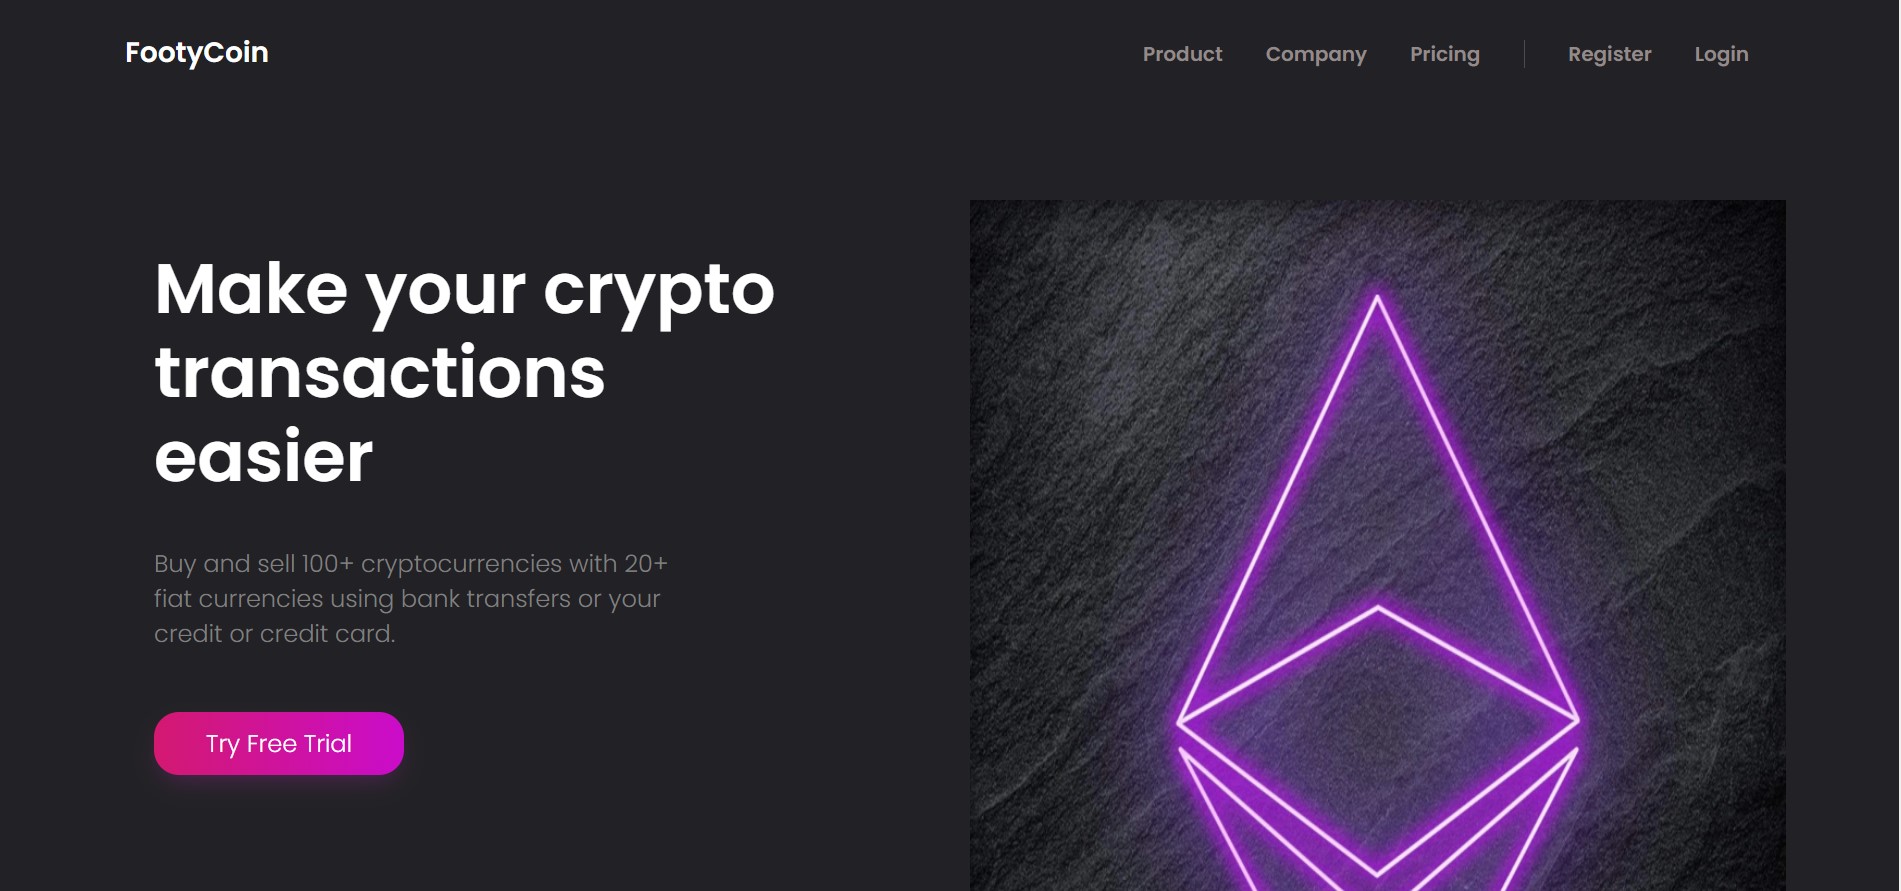 FootyCoin
Product Company Pricing Register Login
Make your crypto
transactions
easier
Buy and sell 100+ cryptocurrencies with 20+
fiat currencies using bank transfers or your
credit or credit card.
Try Free Trial